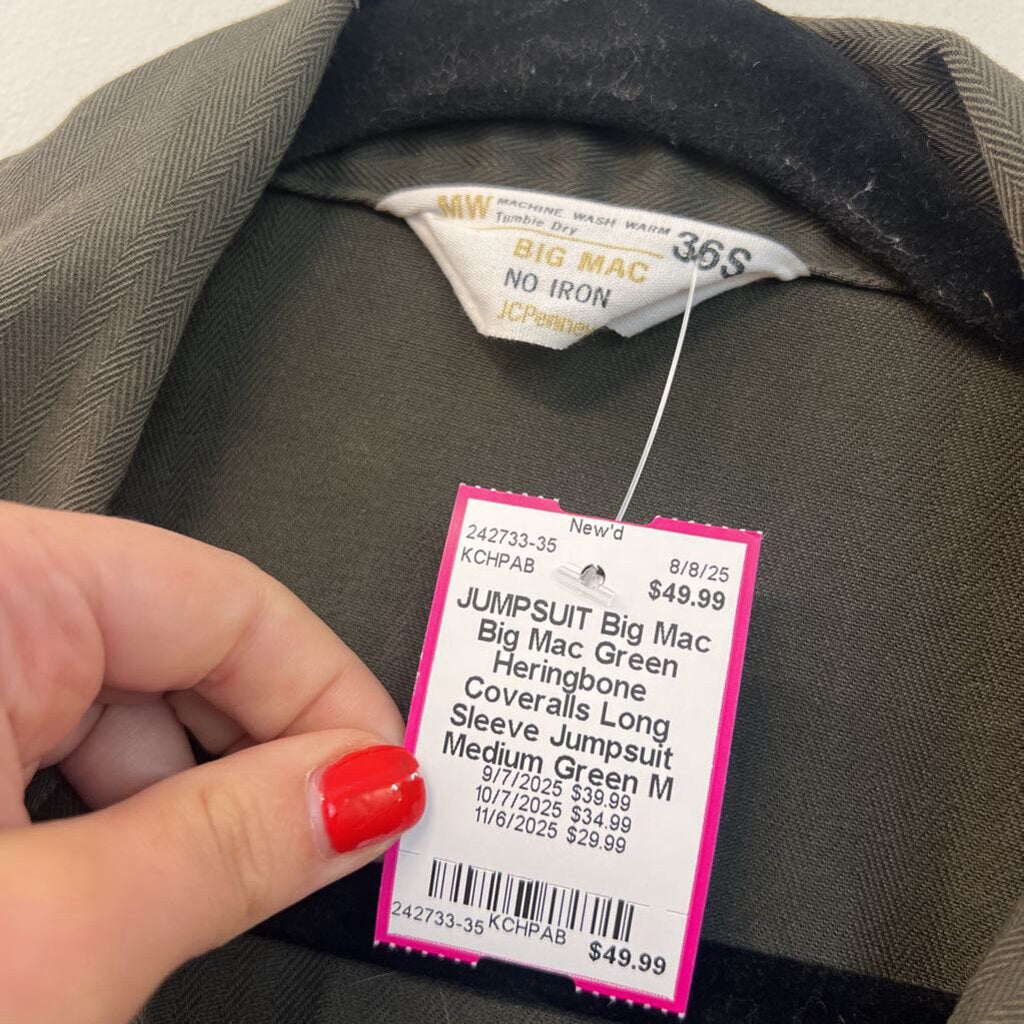 MW MACHINE WASH WARM 36S
Tumble Dry
BIG MAC
NO IRON
JCPenney
New'd
242733-35 8/8/25
KCHPAB $49.99
JUMPSUIT Big Mac
Big Mac Green
Heringbone
Coveralls Long
Sleeve Jumpsuit
Medium Green M
9/7/2025 $39.99
10/7/2025 $34.99
11/6/2025 $29.99
242733-35 KCHPAB $49.99